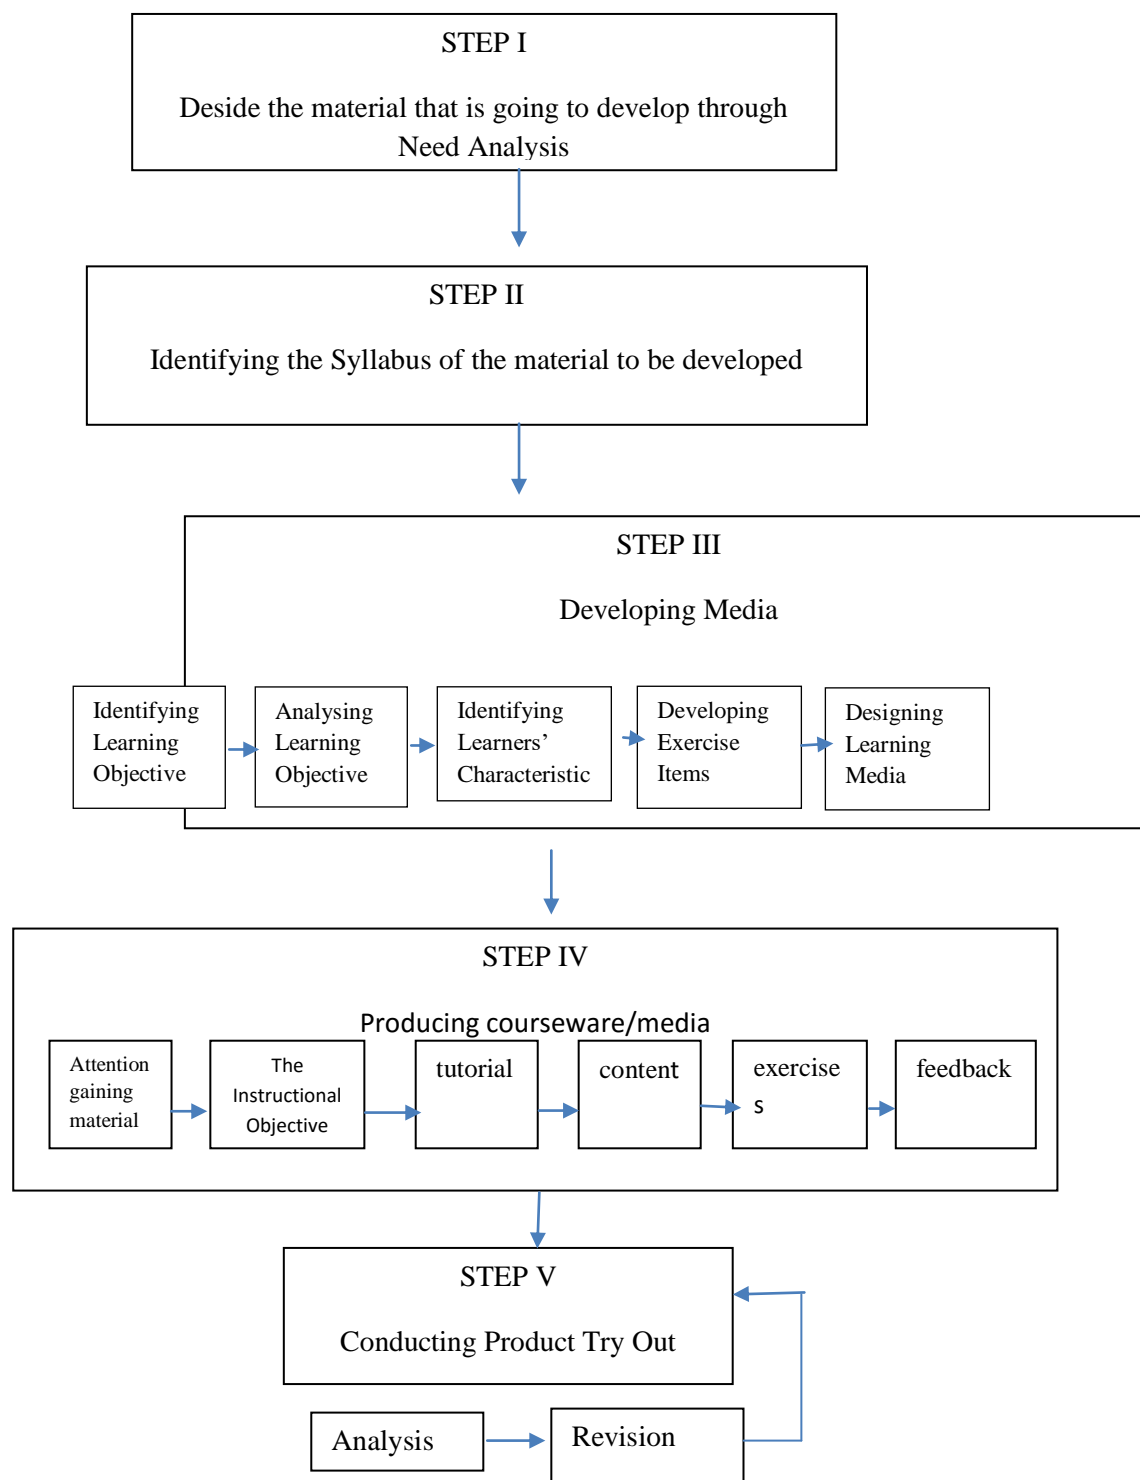 STEP I
Deside the material that is going to develop through
Need Analysis
STEP II
Identifying the Syllabus of the material to be developed
STEP III
Developing Media
Identifying
Learning
Objective
Analysing
Learning
Objective
Identifying
Learners’
Characteristic
Developing
Exercise
Items
Designing
Learning
Media
STEP IV
Producing courseware/media
Attention
gaining
material
The
Instructional
Objective
tutorial
content
exercise
s
feedback
STEP V
Conducting Product Try Out
Analysis
Revision